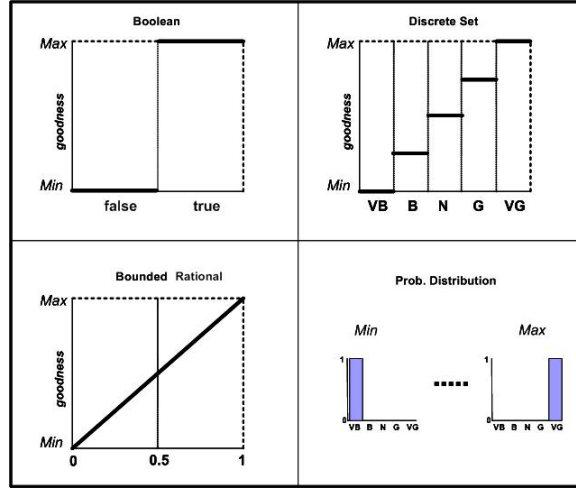 Boolean
Max
goodness
Min
false true
Discrete Set
Max
goodness
Min
VB B N G VG
Bounded Rational
Max
goodness
Min
0 0.5 1
Prob. Distribution
Min
1
0
VB B N G VG
Max
1
0
VB B N G VG